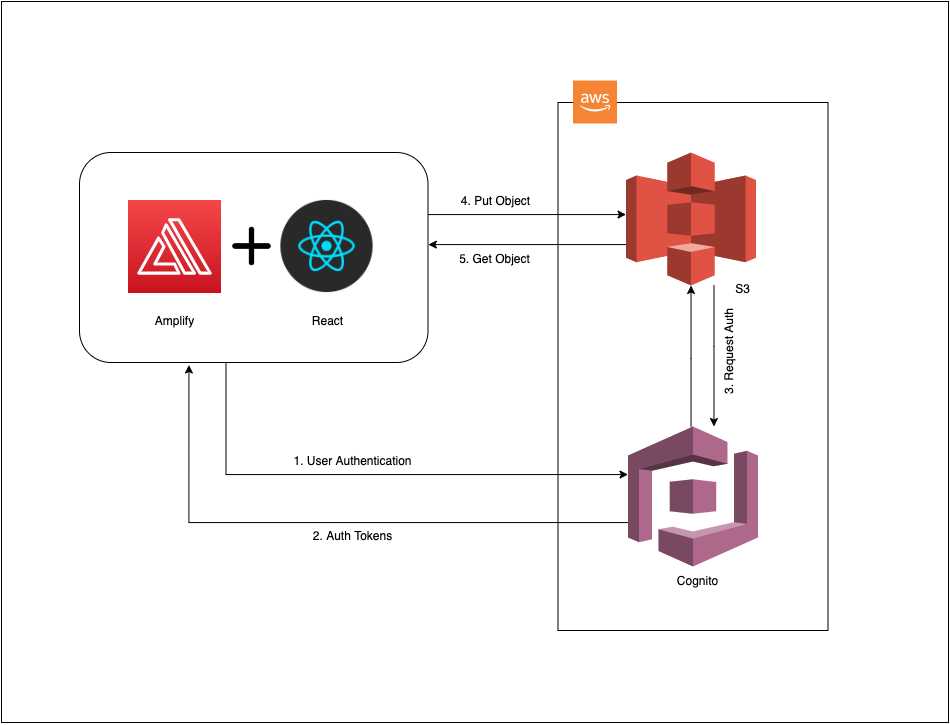 aws
4. Put Object
5. Get Object
S3
Amplify
React
3. Request Auth
1. User Authentication
2. Auth Tokens
Cognito